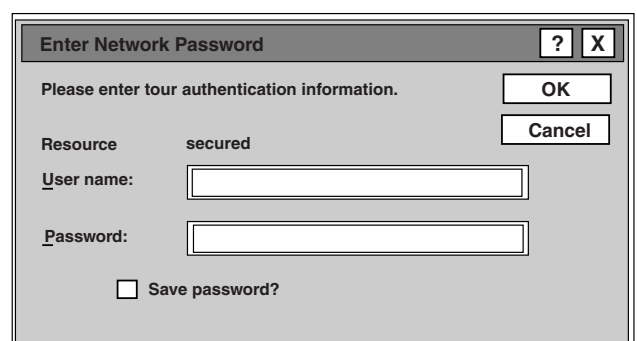 Enter Network Password ? X
Please enter tour authentication information. OK
Cancel
Resource secured
User name:
Password:
Save password?